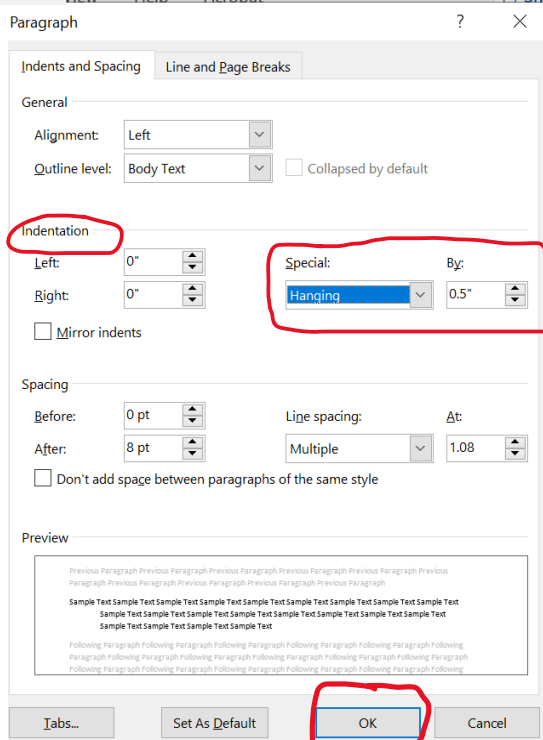 Help Acrobat
Paragraph ? ×
Indents and Spacing Line and Page Breaks
General
Alignment: Left
Outline level: Body Text Collapsed by default
Indentation
Left: 0" Special: By:
Right: 0" Hanging 0.5"
Mirror indents
Spacing
Before: 0 pt Line spacing: At:
After: 8 pt Multiple 1.08
Don't add space between paragraphs of the same style
Preview
Previous Paragraph Previous Paragraph Previous Paragraph Previous Paragraph Previous Paragraph Previous
Paragraph Previous Paragraph Previous Paragraph Previous Paragraph Previous Paragraph
Sample Text Sample Text Sample Text Sample Text Sample Text Sample Text Sample Text Sample Text Sample Text
Sample Text Sample Text Sample Text Sample Text Sample Text Sample Text Sample Text Sample Text
Sample Text Sample Text Sample Text Sample Text
Following Paragraph Following Paragraph Following Paragraph Following Paragraph Following Paragraph Following
Paragraph Following Paragraph Following Paragraph Following Paragraph Following Paragraph Following Paragraph
Following Paragraph Following Paragraph Following Paragraph Following Paragraph Following Paragraph Following
Tabs... Set As Default OK Cancel